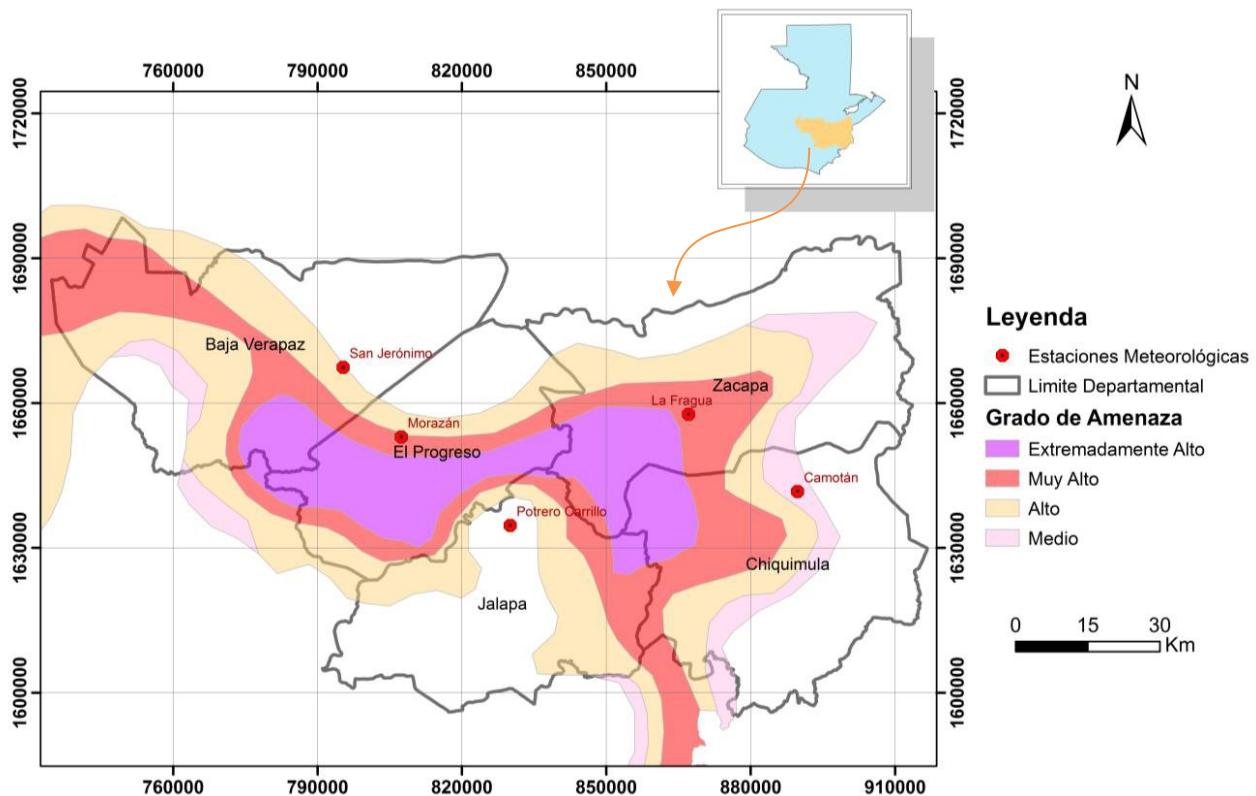 N
760000 790000 820000 850000
1720000 1720000
1690000 1690000
1660000 1660000
1630000 1630000
1600000 1600000
Baja Verapaz
San Jerónimo
Zacapa
La Fragua
Morazán
El Progreso
Camotán
Potrero Carrillo
Chiquimula
Jalapa
760000 790000 820000 850000 880000 910000
Leyenda
Estaciones Meteorológicas
Limite Departamental
Grado de Amenaza
Extremadamente Alto
Muy Alto
Alto
Medio
0 15 30
Km